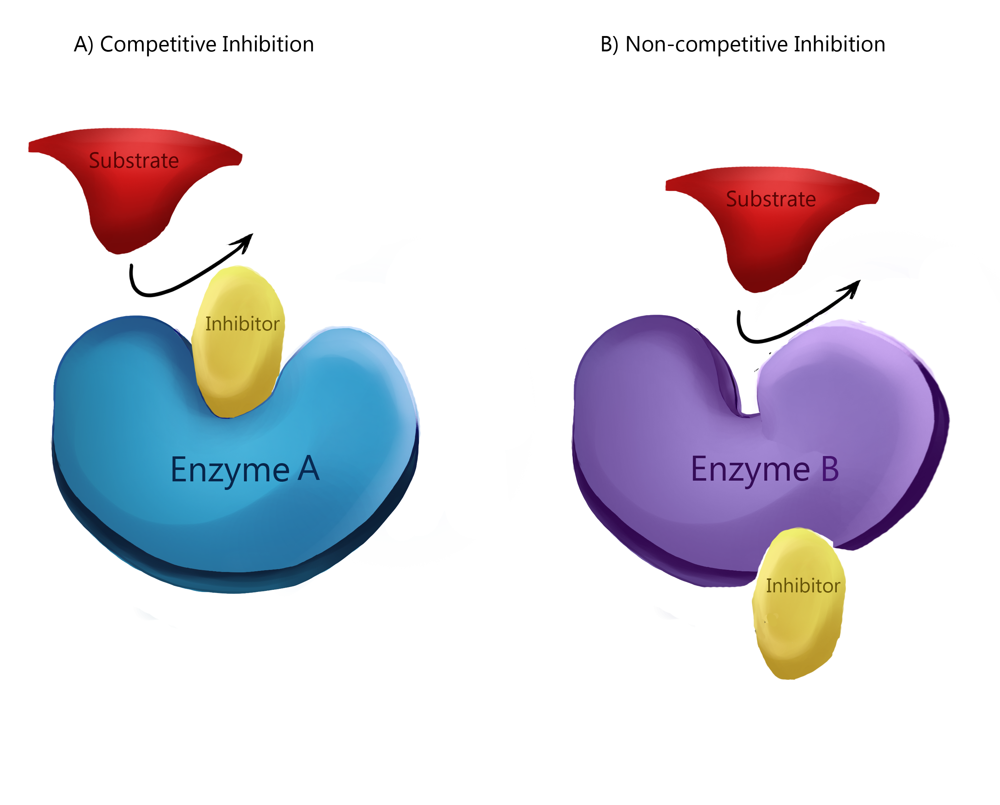 A) Competitive Inhibition
Substrate
Inhibitor
Enzyme A
B) Non-competitive Inhibition
Substrate
Enzyme B
Inhibitor